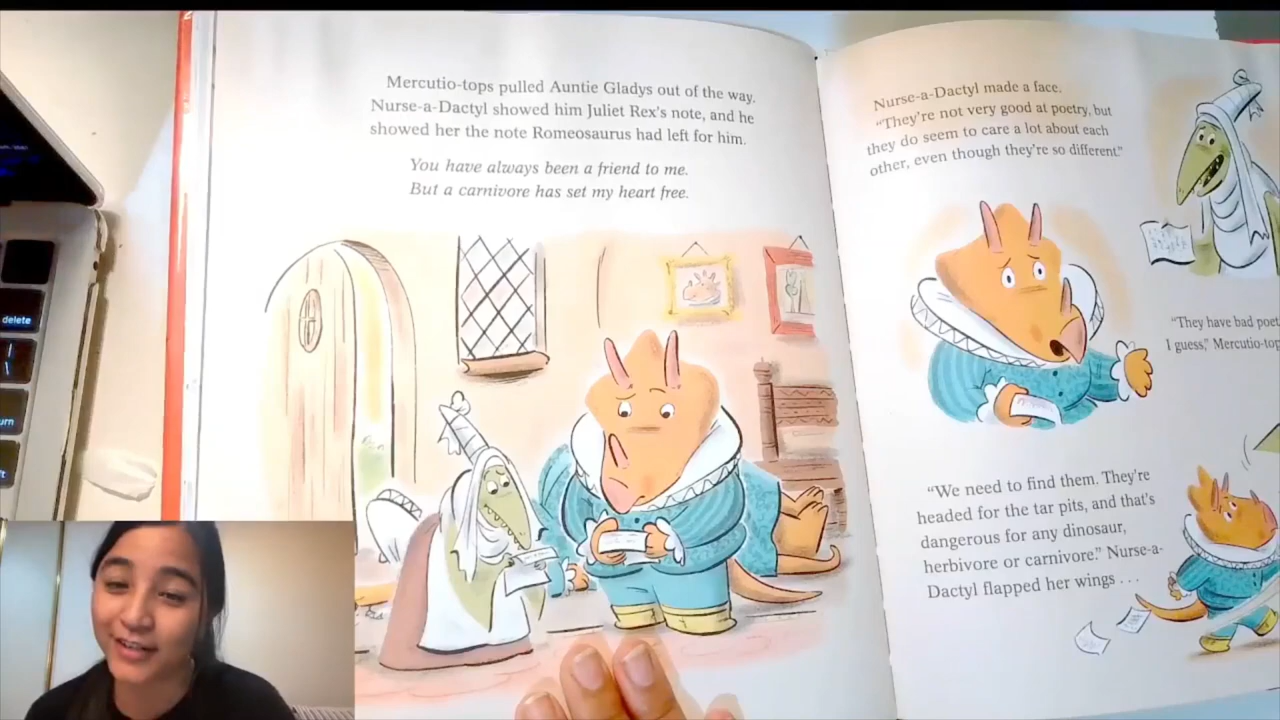 Mercutio-tops pulled Auntie Gladys out of the way.
Nurse-a-Dactyl showed him Juliet Rex's note, and he
showed her the note Romeosaurus had left for him.
You have always been a friend to me.
But a carnivore has set my heart free.
Nurse-a-Dactyl made a face.
"They're not very good at poetry, but
they do seem to care a lot about each
other, even though they're so different."
"They have bad
I guess," Mercutio-
"We need to find them. They're
headed for the tar pits, and that's
dangerous for any dinosaur,
herbivore or carnivore." Nurse-a-
Dactyl flapped her wings . . .
delete